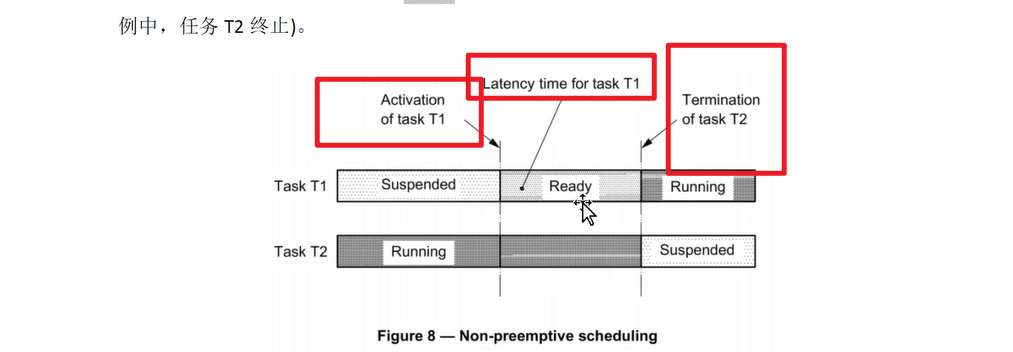 例中，任务 T2 终止)。
Latency time for task T1
Activation
of task T1
Termination
of task T2
Task T1
Suspended
Ready
Running
Task T2
Running
Suspended
Figure 8 — Non-preemptive scheduling